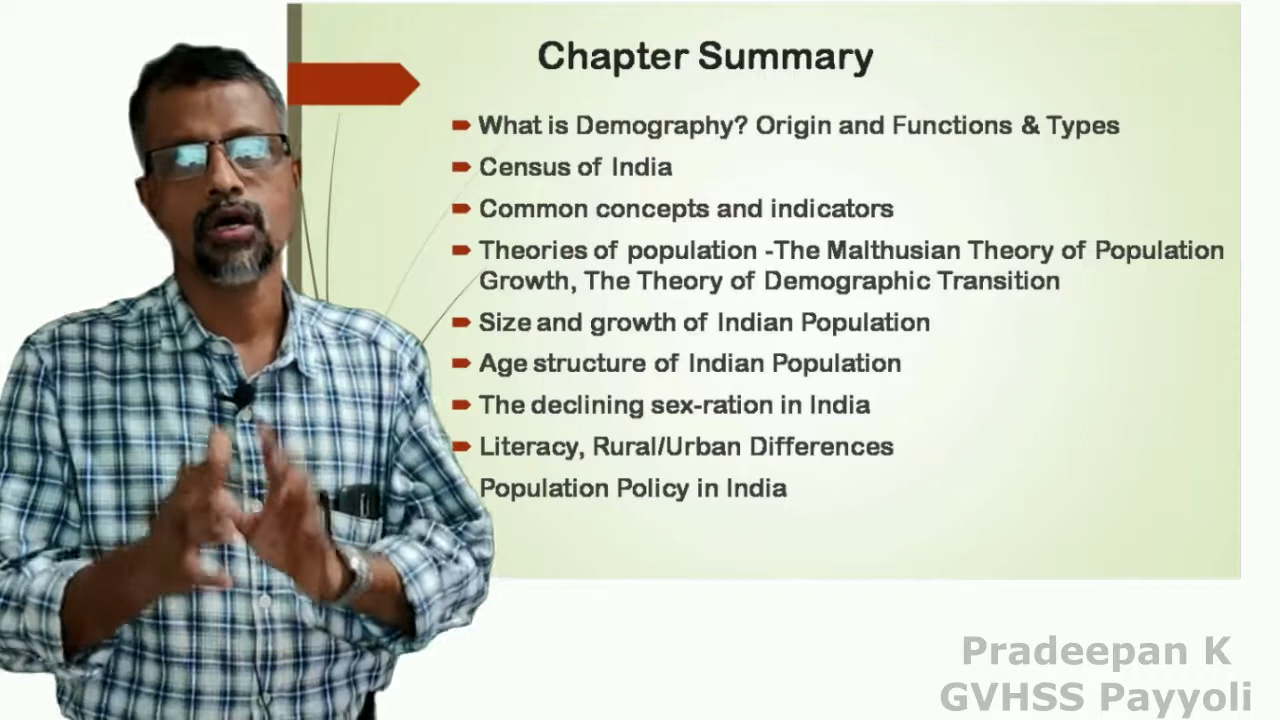 Chapter Summary
What is Demography? Origin and Functions & Types
Census of India
Common concepts and indicators
Theories of population -The Malthusian Theory of Population
Growth, The Theory of Demographic Transition
Size and growth of Indian Population
Age structure of Indian Population
The declining sex-ration in India
Literacy, Rural/Urban Differences
Population Policy in India
Pradeepan K
GVHSS Payyoli